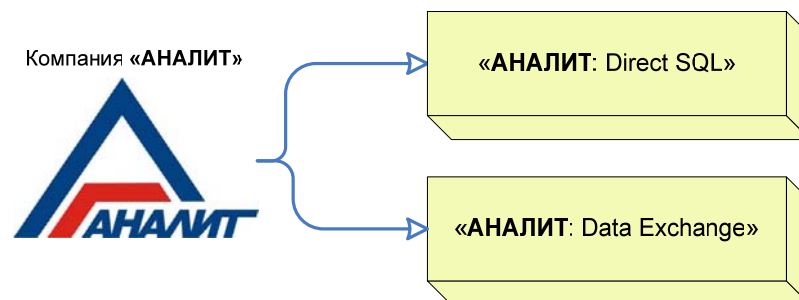 Компания «АНАЛИТ»
АНАЛИТ
«АНАЛИТ: Direct SQL»
«АНАЛИТ: Data Exchange»